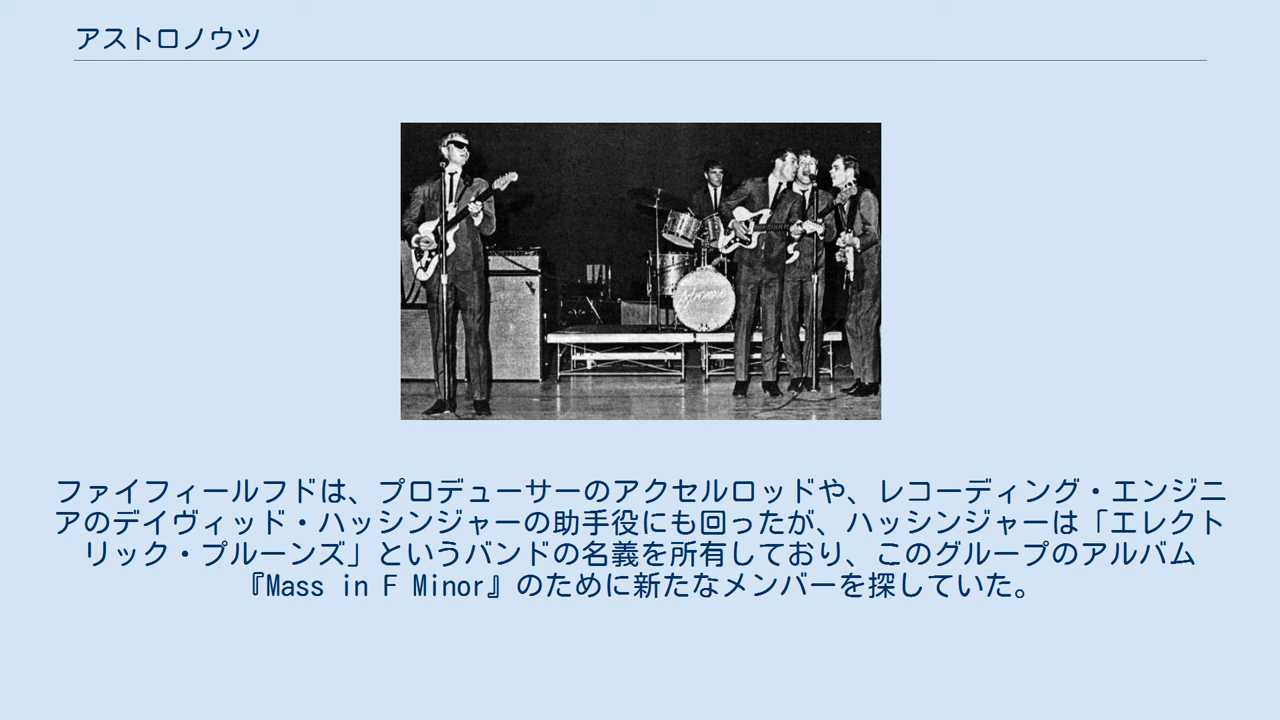 アストロノウツ
ファイフィールフドは、プロデューサーのアクセルロッドや、レコーディング・エンジニ
アのデイヴィッド・ハッシンジャーの助手役にも回ったが、ハッシンジャーは「エレクト
リック・プルーンズ」というバンドの名義を所有しており、このグループのアルバム
『Mass in F Minor』のために新たなメンバーを探していた。